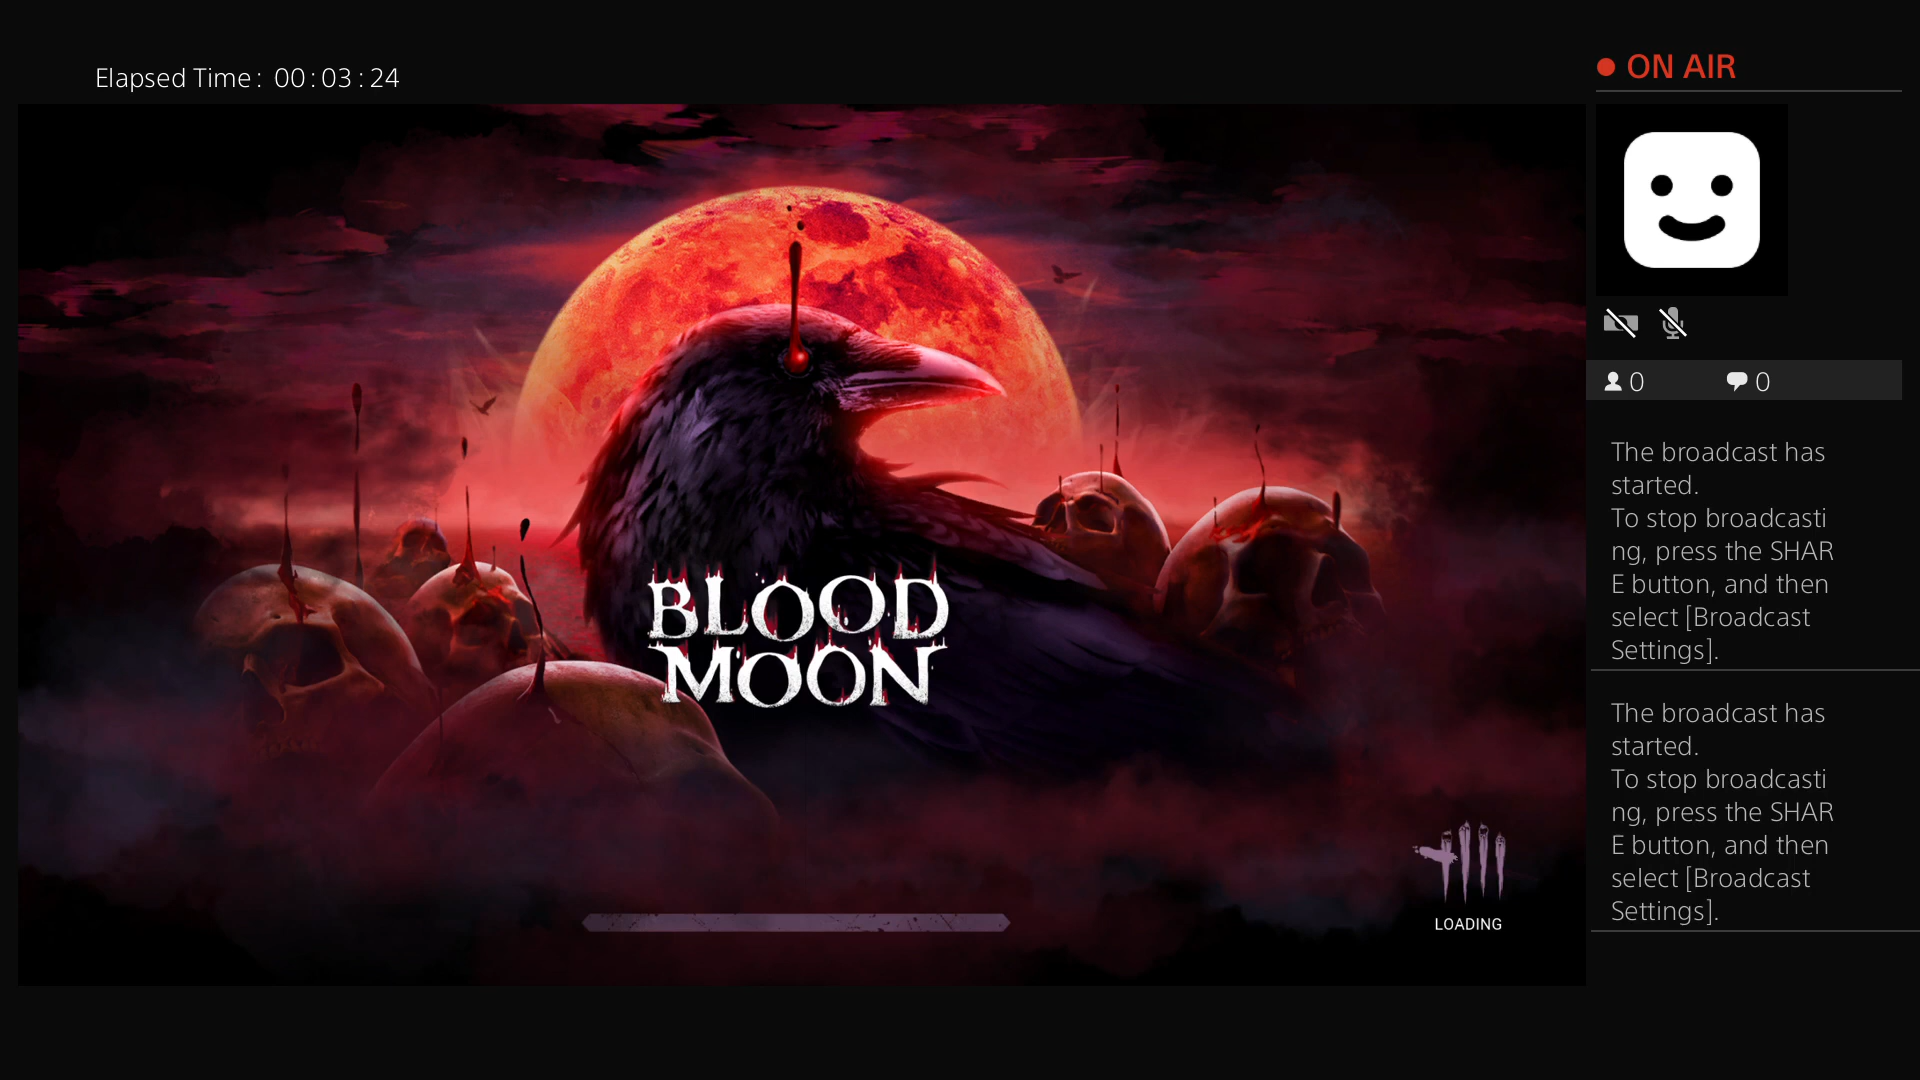 Elapsed Time: 00:03:24
ON AIR
0 0
The broadcast has
started.
To stop broadcasti
ng, press the SHAR
E button, and then
select [Broadcast
Settings].
The broadcast has
started.
To stop broadcasti
ng, press the SHAR
E button, and then
select [Broadcast
Settings].
BLOOD
MOON
LOADING